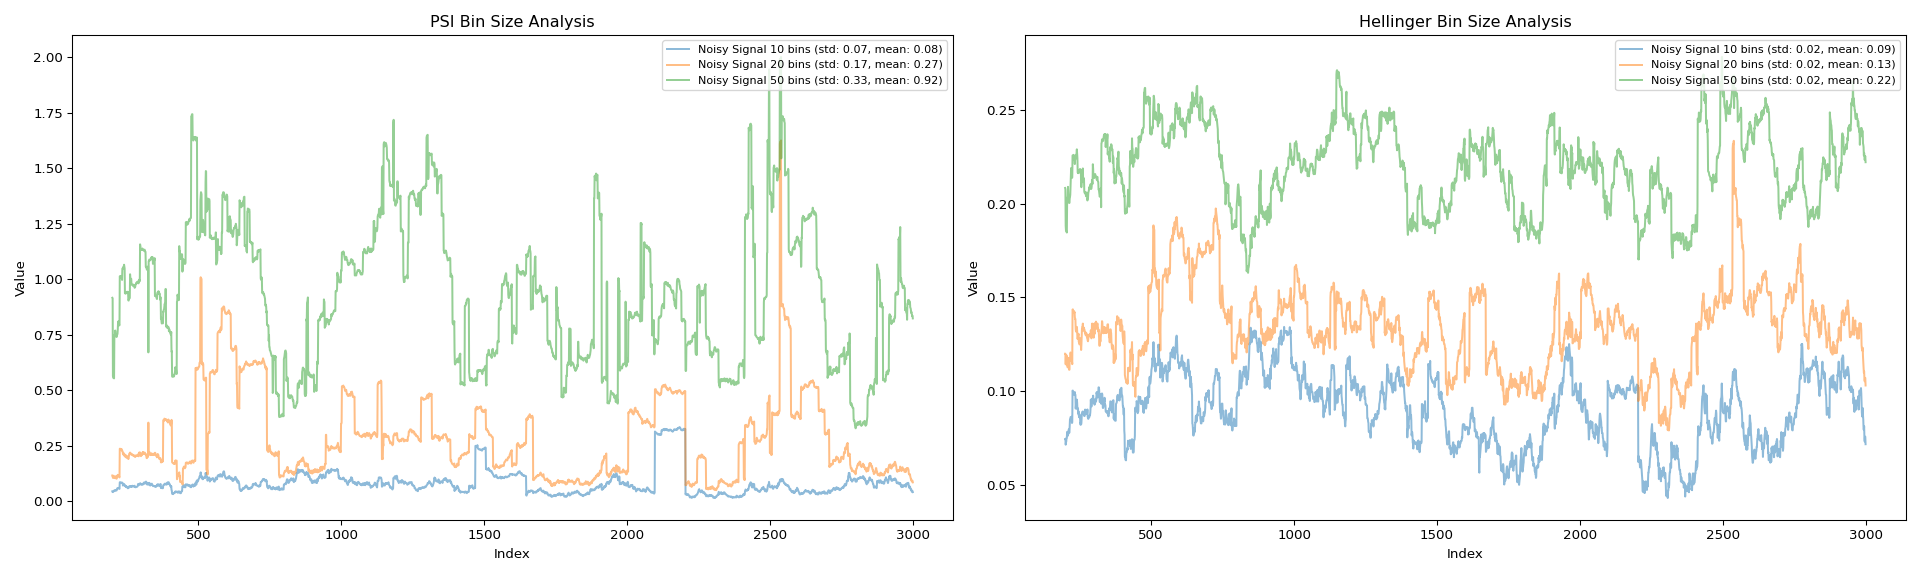 PSI Bin Size Analysis
Noisy Signal 10 bins (std: 0.07, mean: 0.08)
Noisy Signal 20 bins (std: 0.17, mean: 0.27)
Noisy Signal 50 bins (std: 0.33, mean: 0.92)
2.00
1.75
1.50
1.25
1.00
0.75
0.50
0.25
0.00
Value
500
1000
1500
2000
2500
3000
Index
Hellinger Bin Size Analysis
Noisy Signal 10 bins (std: 0.02, mean: 0.09)
Noisy Signal 20 bins (std: 0.02, mean: 0.13)
Noisy Signal 50 bins (std: 0.02, mean: 0.22)
0.25
0.20
0.15
0.10
0.05
Value
500
1000
1500
2000
2500
3000
Index